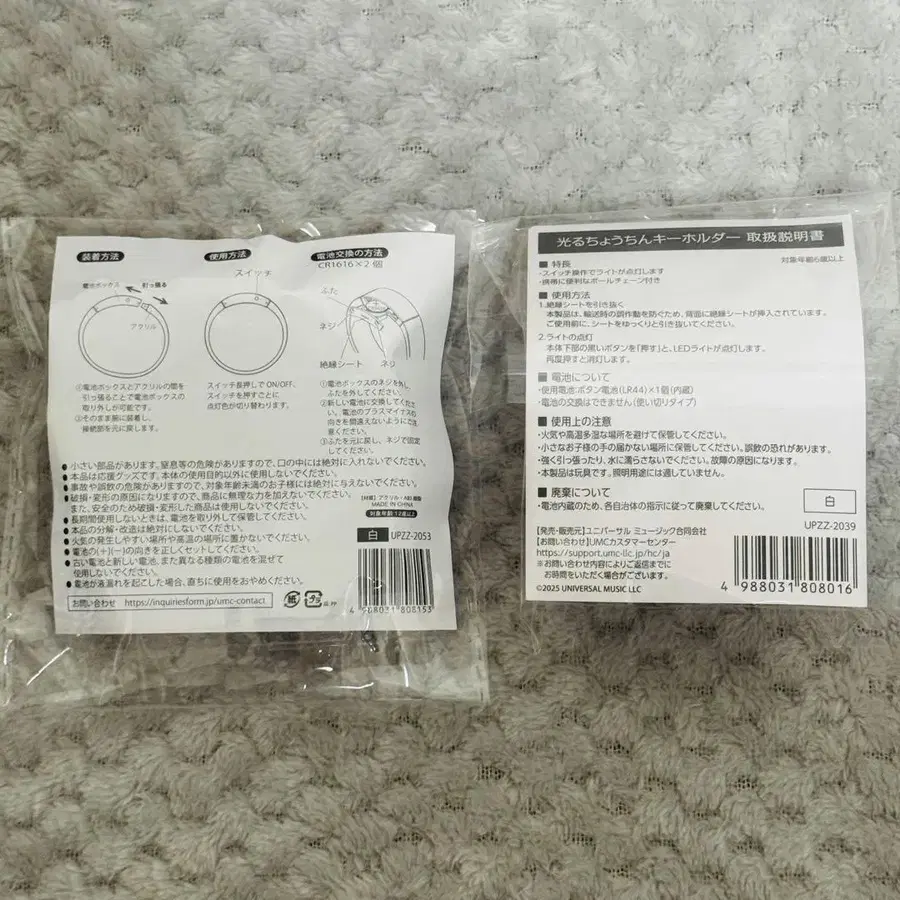 装着方法
電池ボックス
引っ張る
アクリル
①電池ボックスとアクリルの間を
引っ張ることで電池ボックスの
取り外しが可能です。
②そのまま腕に装着し、
接続部を元に戻します。
使用方法
スイッチ
スイッチ長押しでON/OFF、
スイッチを押すごとに
点灯色が切り替わります。
電池交換の方法
CR1616×2個
ふた
ネジ
絶縁シート
ネジ
①電池ボックスのネジを外し、
ふたを外してください。
②新しい電池に交換してくださ
い。電池のプラスマイナスの
向きを間違えないようにご注
意ください。
③ふたを元に戻し、ネジで固定
してください。
●小さい部品があります。窒息等の危険がありますので、口の中には絶対に入れないでください。
●本品は応援グッズです。本体の使用目的以外に使用しないでください。
●事故や誤飲の危険がありますので、対象年齢未満のお子様には絶対に与えないでください。
●破損・変形の原因になりますので、商品に無理な力を加えないでください。
また、安全のため破損・変形した商品は使用しないでください。
●長期間使用しないときは、電池を取り外して保管してください。
●本品の分解・改造は絶対にしないでください。
●火気の発生しやすい場所や高温の場所に置かないでください。
●電池の(+)(-)の向きを正しくセットしてください。
●古い電池と新しい電池、また異なる種類の電池を混ぜて
使用しないでください。
●電池が液漏れを起こした場合、直ちに使用をおやめください。
【材質】アクリル・ABS樹脂
MADE IN CHINA
対象年齢12歳以上
白
UPZZ-2053
お問い合わせ
https://inquiriesform.jp/umc-contact
紙
プラ
4 988031 808153
光るちょうちんキーホルダー 取扱説明書
対象年齢6歳以上
■ 特長
・スイッチ操作でライトが点灯します
・携帯に便利なボールチェーン付き
■ 使用方法
1.絶縁シートを引き抜く
本製品は、輸送時の誤作動を防ぐため、背面に絶縁シートが挿入されています。
ご使用前に、シートをゆっくりと引き抜いてください。
2.ライトの点灯
本体下部の黒いボタンを「押す」と、LEDライトが点灯します。
再度押すと消灯します。
■ 電池について
・使用電池:ボタン電池(LR44)×1個(内蔵)
・電池の交換はできません(使い切りタイプ)
■ 使用上の注意
・火気や高温多湿な場所を避けて保管してください。
・小さなお子様の手の届かない場所に保管してください。誤飲の恐れがあります。
・強く引っ張ったり、水に濡らさないでください。故障の原因になります。
・本製品は玩具です。照明用途には適していません。
■ 廃棄について
・電池内蔵のため、各自治体の指示に従って廃棄してください。
白
UPZZ-2039
【発売・販売元】ユニバーサル ミュージック合同会社
【お問い合わせ】UMCカスタマーセンター
https://support.umc-llc.jp/hc/ja
※お問い合わせ内容によりご返信までに
お時間をいただく場合がございます。
©2025 UNIVERSAL MUSIC LLC
4 988031 808016